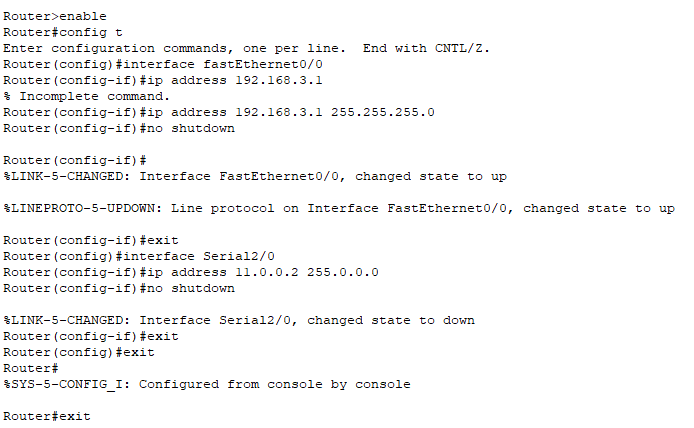 Router>enable
Router#config t
Enter configuration commands, one per line.  End with CNTL/Z.
Router(config)#interface fastEthernet0/0
Router(config-if)#ip address 192.168.3.1
% Incomplete command.
Router(config-if)#ip address 192.168.3.1 255.255.255.0
Router(config-if)#no shutdown
Router(config-if)#
%LINK-5-CHANGED: Interface FastEthernet0/0, changed state to up
%LINEPROTO-5-UPDOWN: Line protocol on Interface FastEthernet0/0, changed state to up
Router(config-if)#exit
Router(config)#interface Serial2/0
Router(config-if)#ip address 11.0.0.2 255.0.0.0
Router(config-if)#no shutdown
%LINK-5-CHANGED: Interface Serial2/0, changed state to down
Router(config-if)#exit
Router(config)#exit
Router#
%SYS-5-CONFIG_I: Configured from console by console
Router#exit